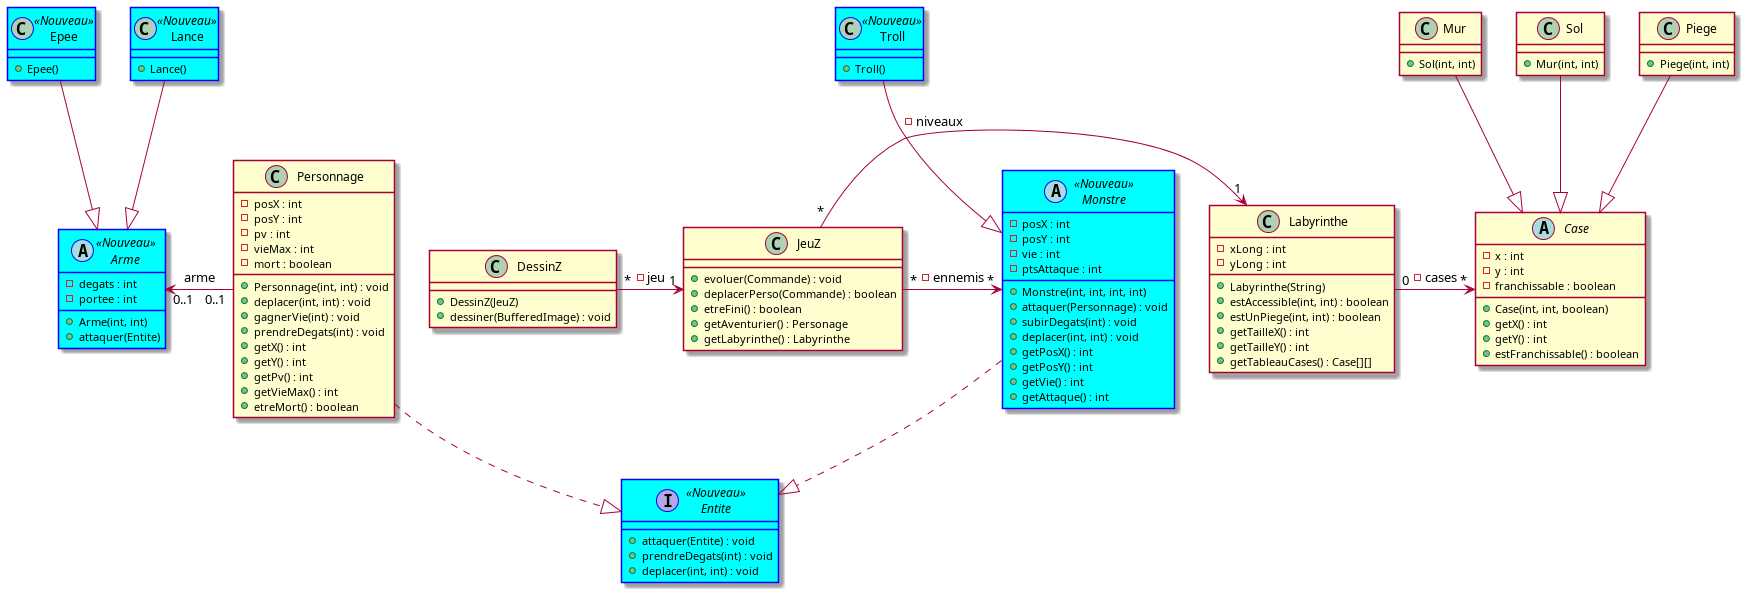 C «Nouveau»
Epee
Epee()
C «Nouveau»
Lance
Lance()
C «Nouveau»
Troll
Troll()
C Mur
Sol(int, int)
C Sol
Mur(int, int)
C Piege
Piege(int, int)
niveaux
* 1
C Personnage
posX : int
posY : int
pv : int
vieMax : int
mort : boolean
Personnage(int, int) : void
deplacer(int, int) : void
gagnerVie(int) : void
prendreDegats(int) : void
getX() : int
getY() : int
getPv() : int
getVieMax() : int
etreMort() : boolean
A «Nouveau»
Arme
degats : int
portee : int
Arme(int, int)
attaquer(Entite)
arme
0..1 0..1
C DessinZ
DessinZ(JeuZ)
dessiner(BufferedImage) : void
* jeu 1
C JeuZ
evoluer(Commande) : void
deplacerPerso(Commande) : boolean
etreFini() : boolean
getAventurier() : Personage
getLabyrinthe() : Labyrinthe
* ennemis *
A «Nouveau»
Monstre
posX : int
posY : int
vie : int
ptsAttaque : int
Monstre(int, int, int, int)
attaquer(Personnage) : void
subirDegats(int) : void
deplacer(int, int) : void
getPosX() : int
getPosY() : int
getVie() : int
getAttaque() : int
C Labyrinthe
xLong : int
yLong : int
Labyrinthe(String)
estAccessible(int, int) : boolean
estUnPiege(int, int) : boolean
getTailleX() : int
getTailleY() : int
getTableauCases() : Case[][]
0 cases *
A Case
x : int
y : int
franchissable : boolean
Case(int, int, boolean)
getX() : int
getY() : int
estFranchissable() : boolean
I «Nouveau»
Entite
attaquer(Entite) : void
prendreDegats(int) : void
deplacer(int, int) : void